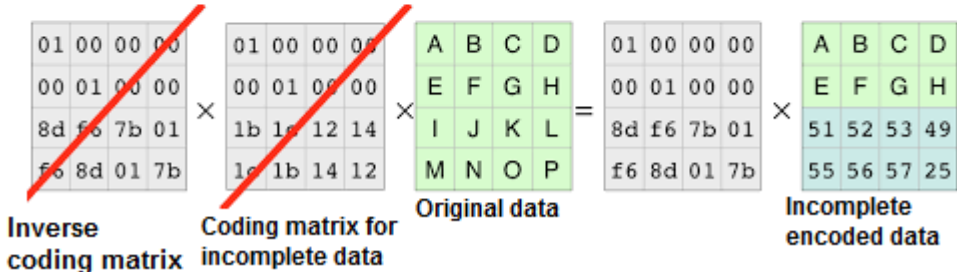 01 00 00 00 01 00 00 00 A B C D 01 00 00 00 A B C D
00 01 00 00 00 01 00 00 E F G H 00 01 00 00 E F G H
8d f6 7b 01 × 1b 1c 12 14 × I J K L = 8d f6 7b 01 × 51 52 53 49
f6 8d 01 7b 1c 1b 14 12 M N O P f6 8d 01 7b 55 56 57 25
Inverse
coding matrix
Coding matrix for
incomplete data
Original data
Incomplete
encoded data